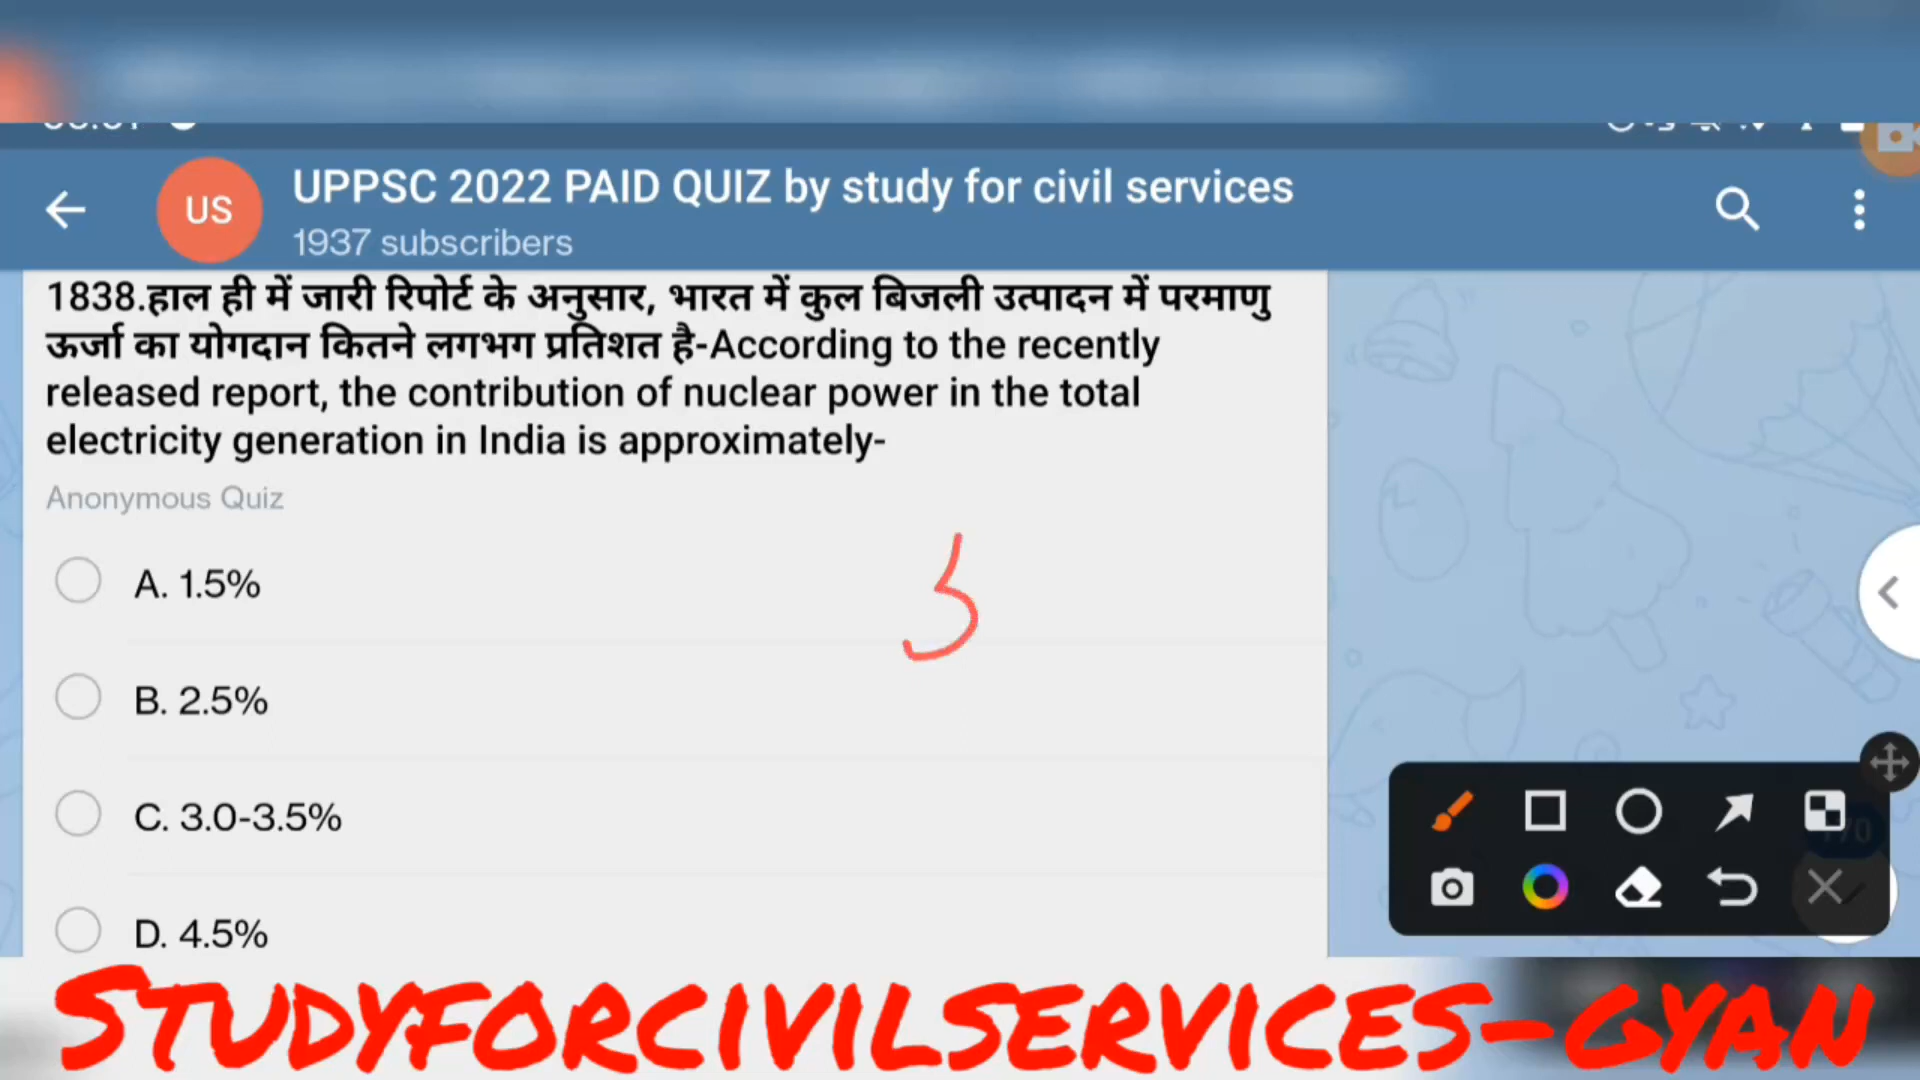 US
UPPSC 2022 PAID QUIZ by study for civil services
1937 subscribers
1838.हाल ही में जारी रिपोर्ट के अनुसार, भारत में कुल बिजली उत्पादन में परमाणु
ऊर्जा का योगदान कितने लगभग प्रतिशत है-According to the recently
released report, the contribution of nuclear power in the total
electricity generation in India is approximately-
Anonymous Quiz
3
A. 1.5%
B. 2.5%
C. 3.0-3.5%
D. 4.5%
STUDYFORCIVILSERVICES-GYAN